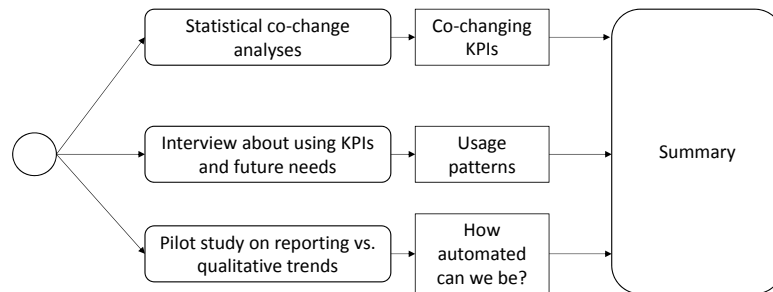 Statistical co-change
analyses
Co-changing
KPIs
Interview about using KPIs
and future needs
Usage
patterns
Summary
Pilot study on reporting vs.
qualitative trends
How
automated
can we be?